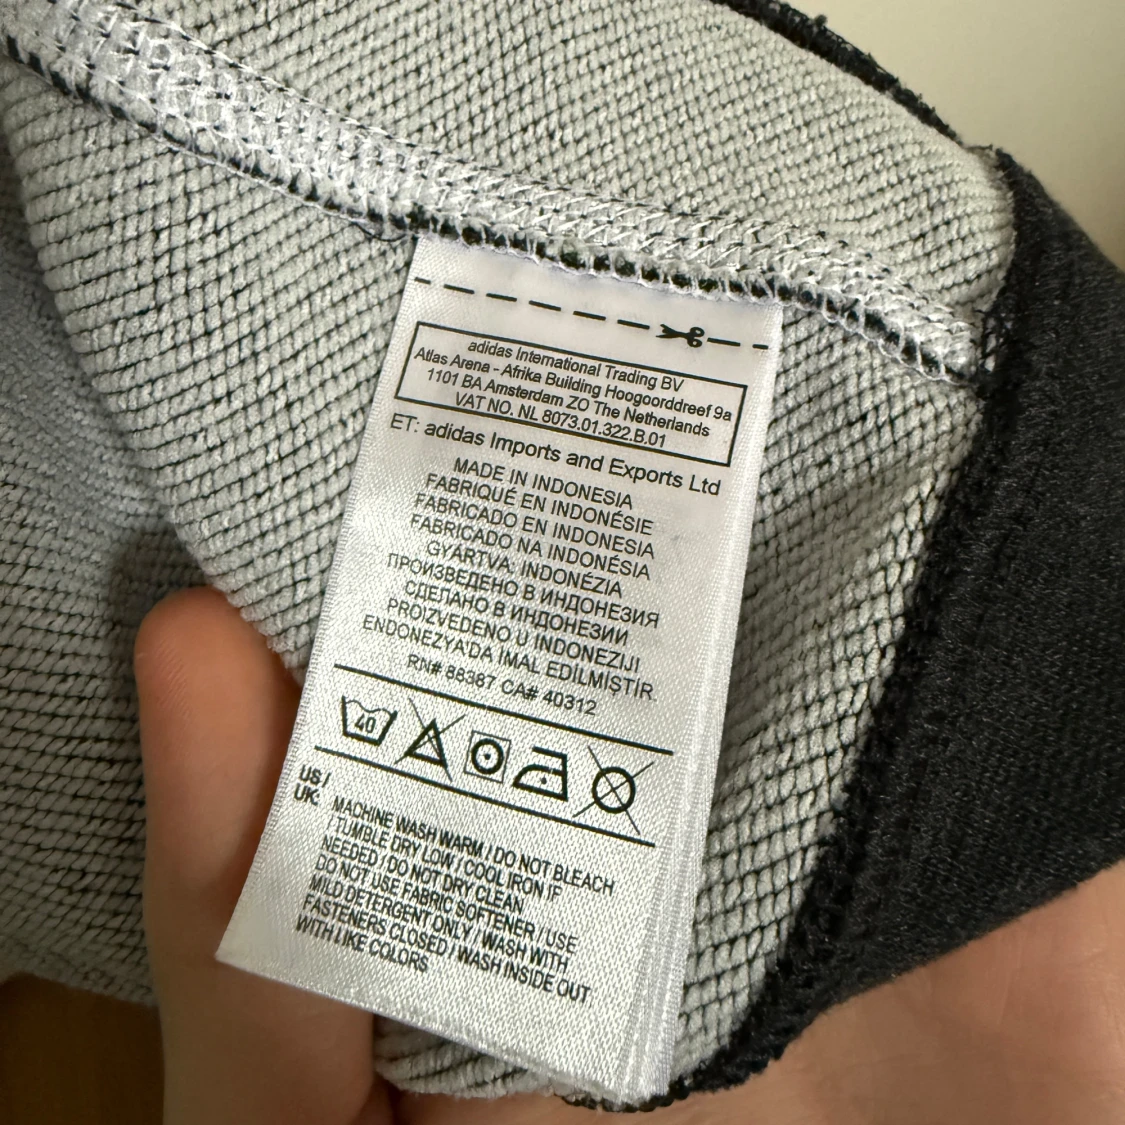 adidas International Trading BV
Atlas Arena - Afrika Building Hoogoorddreef 9a
1101 BA Amsterdam ZO The Netherlands
VAT NO. NL 8073.01.322.B.01
ET: adidas Imports and Exports Ltd
MADE IN INDONESIA
FABRIQUÉ EN INDONÉSIE
FABRICADO EN INDONESIA
FABRICADO NA INDONÉSIA
GYÁRTVA: INDONÉZIA
ПРОИЗВЕДЕНО В ИНДОНЕЗИЯ
СДЕЛАНО В ИНДОНЕЗИИ
PROIZVEDENO U INDONEZIJI
ENDONEZYA'DA İMAL EDİLMİŞTİR.
RN# 88387 CA# 40312
40
US /
UK:
MACHINE WASH WARM / DO NOT BLEACH
/ TUMBLE DRY LOW / COOL IRON IF
NEEDED / DO NOT DRY CLEAN
DO NOT USE FABRIC SOFTENER / USE
MILD DETERGENT ONLY / WASH WITH
FASTENERS CLOSED / WASH INSIDE OUT
WITH LIKE COLORS